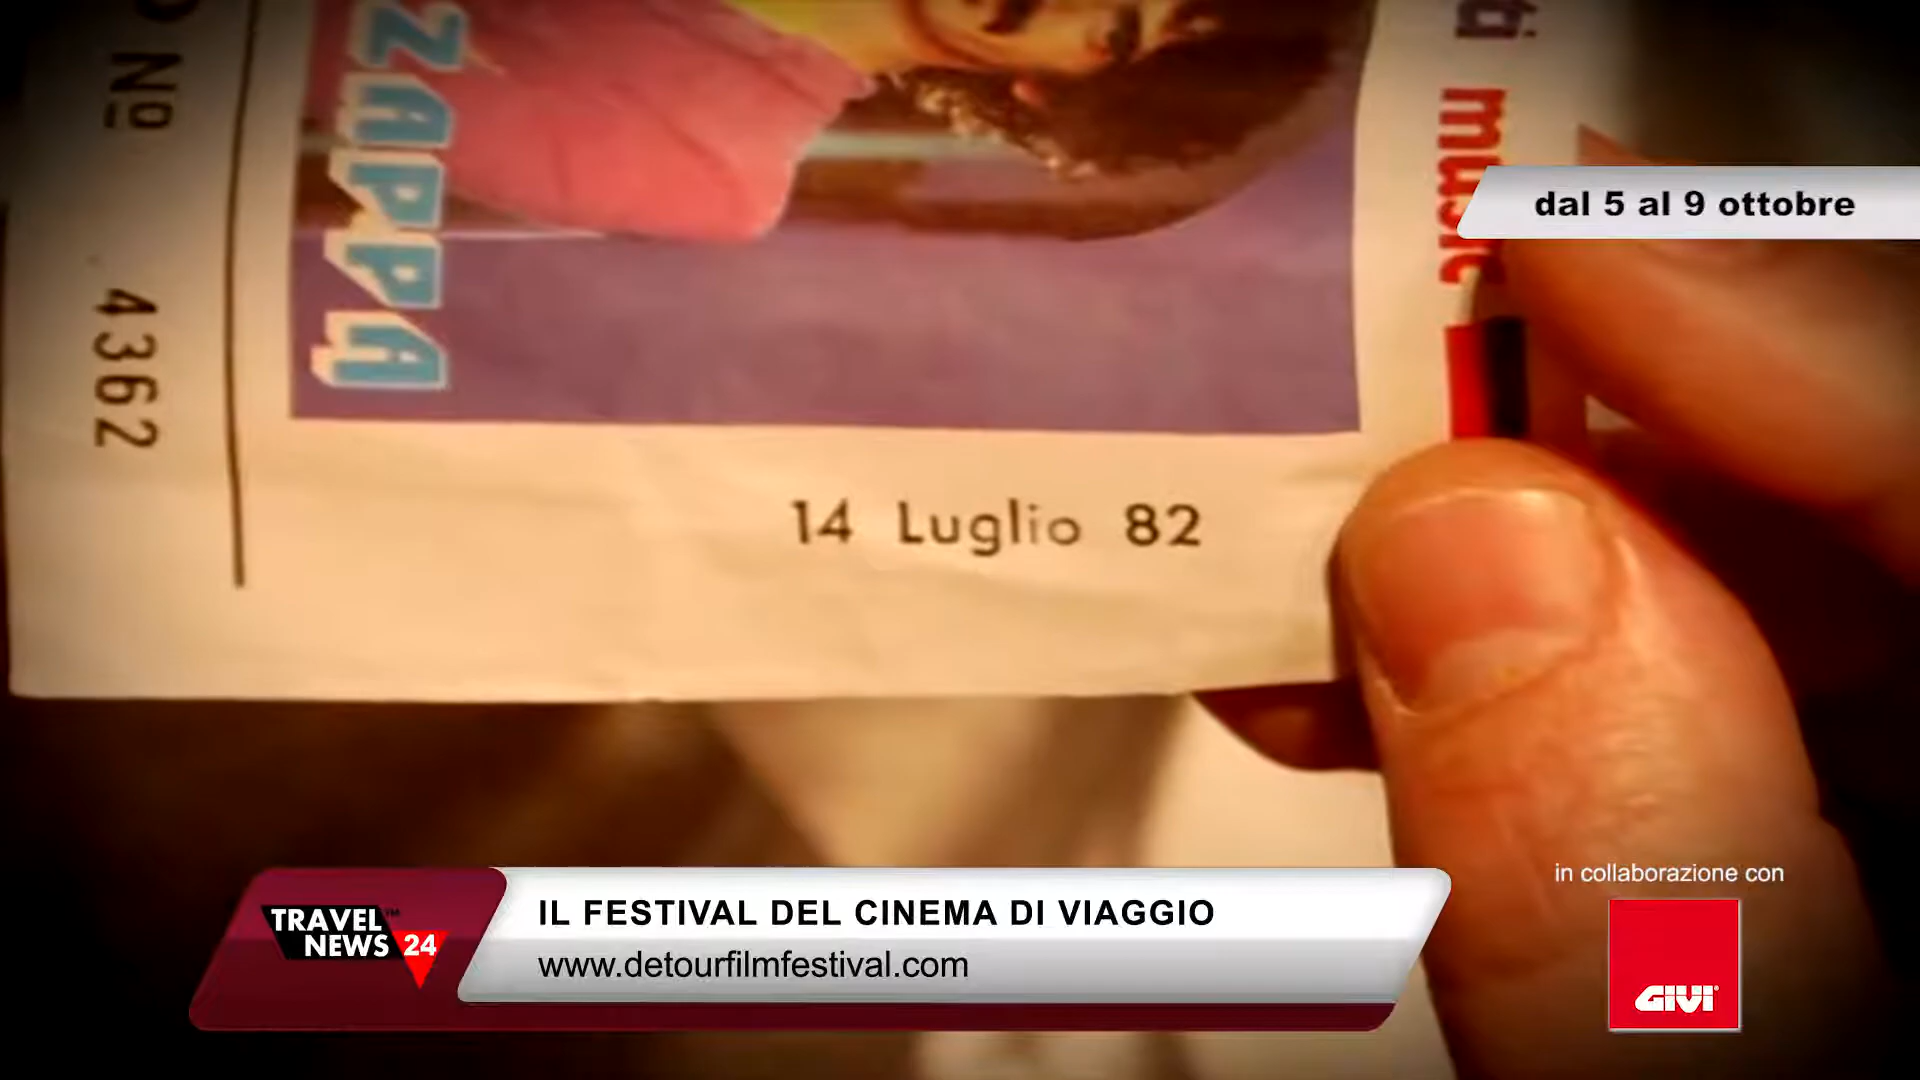 Nº
4362
ZAPPA
music
14 Luglio 82
dal 5 al 9 ottobre
TRAVEL™
NEWS 24
IL FESTIVAL DEL CINEMA DI VIAGGIO
www.detourfilmfestival.com
in collaborazione con
GIVI